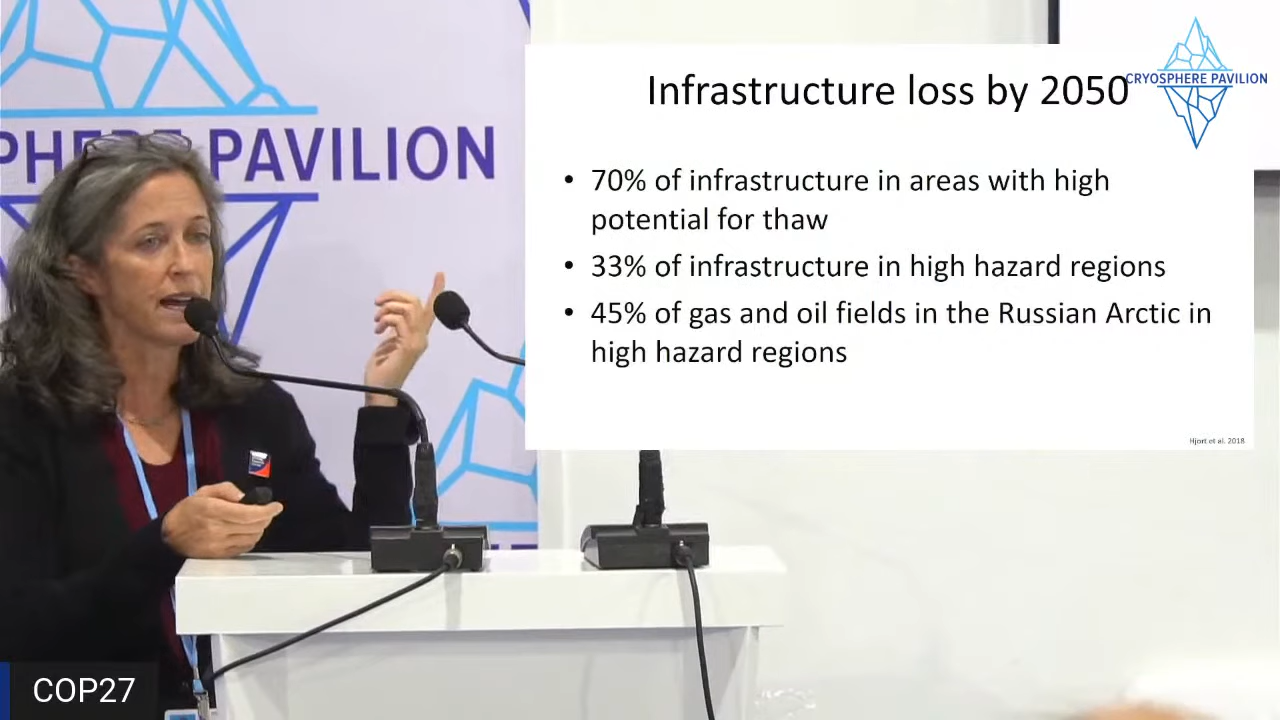 PHERE PAVILION
Infrastructure loss by 2050
CRYOSPHERE PAVILION
• 70% of infrastructure in areas with high
potential for thaw
• 33% of infrastructure in high hazard regions
• 45% of gas and oil fields in the Russian Arctic in
high hazard regions
Hjort et al. 2018
COP27